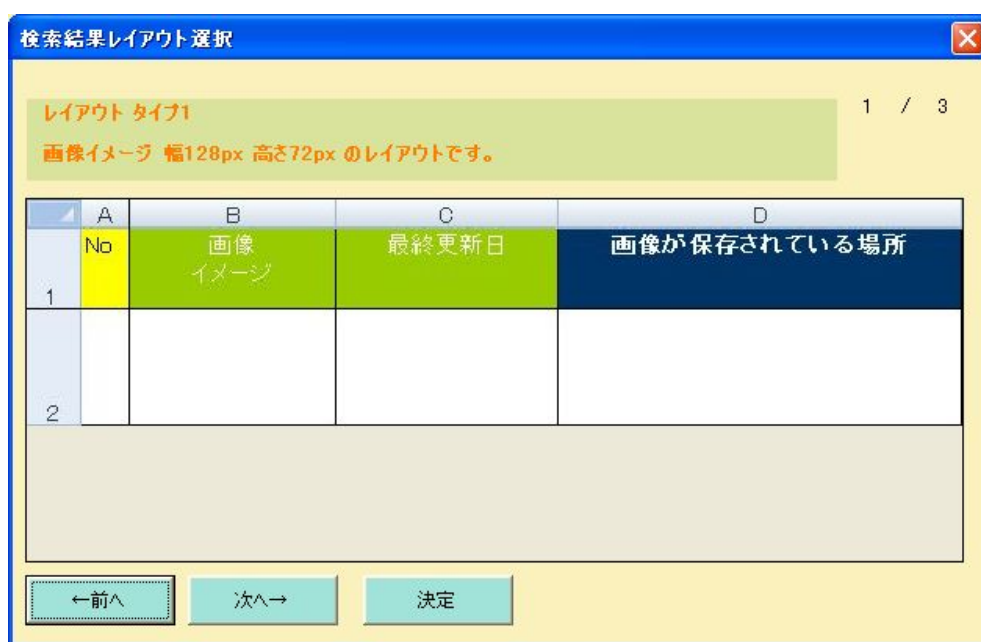 検索結果レイアウト選択
レイアウト タイプ1
1 / 3
画像イメージ 幅128px 高さ72px のレイアウトです。
A B C D
No 画像 最終更新日 画像が保存されている場所
イメージ
1
2
←前へ 次へ→ 決定